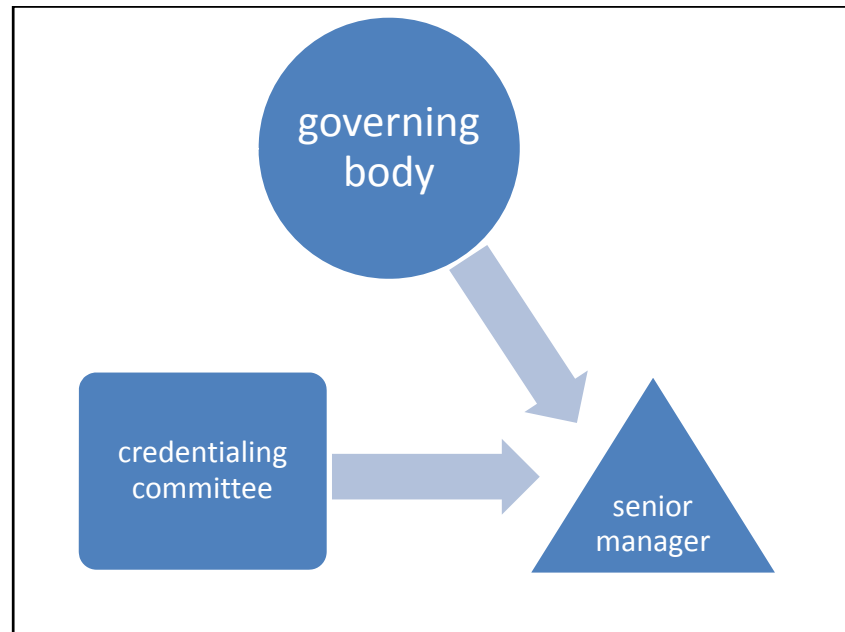 governing
body
credentialing
committee
senior
manager